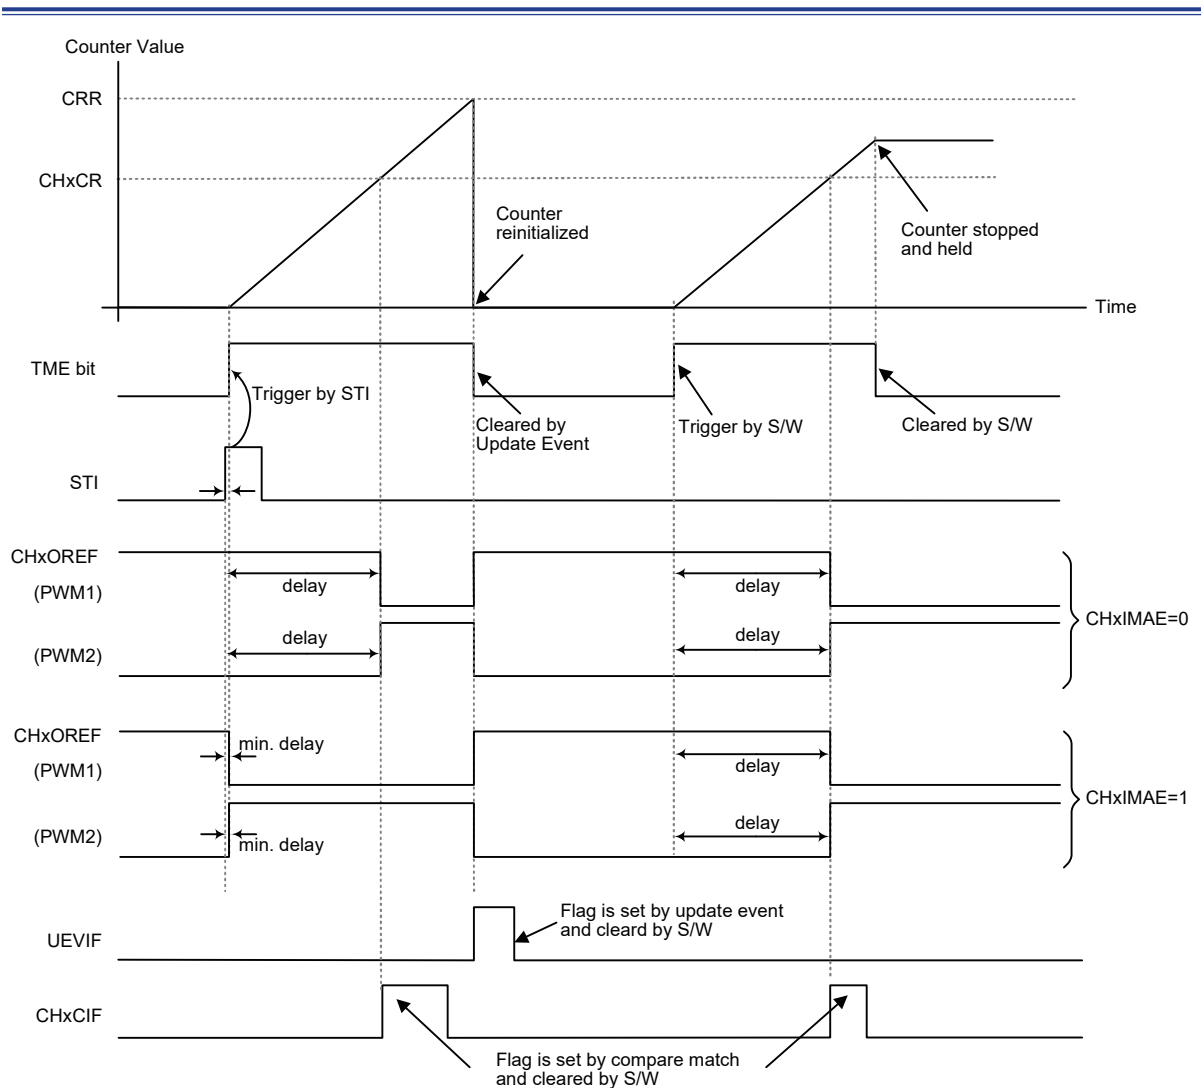 Counter Value
CRR
CHxCR
Counter
reinitialized
Counter stopped
and held
Time
TME bit
Trigger by STI
Cleared by
Update Event
Trigger by S/W
Cleared by S/W
STI
CHxOREF
(PWM1)
delay
delay
CHxIMAE=0
(PWM2)
delay
delay
CHxOREF
(PWM1)
min. delay
delay
CHxIMAE=1
(PWM2)
min. delay
delay
UEVIF
Flag is set by update event
and cleard by S/W
CHxCIF
Flag is set by compare match
and cleared by S/W